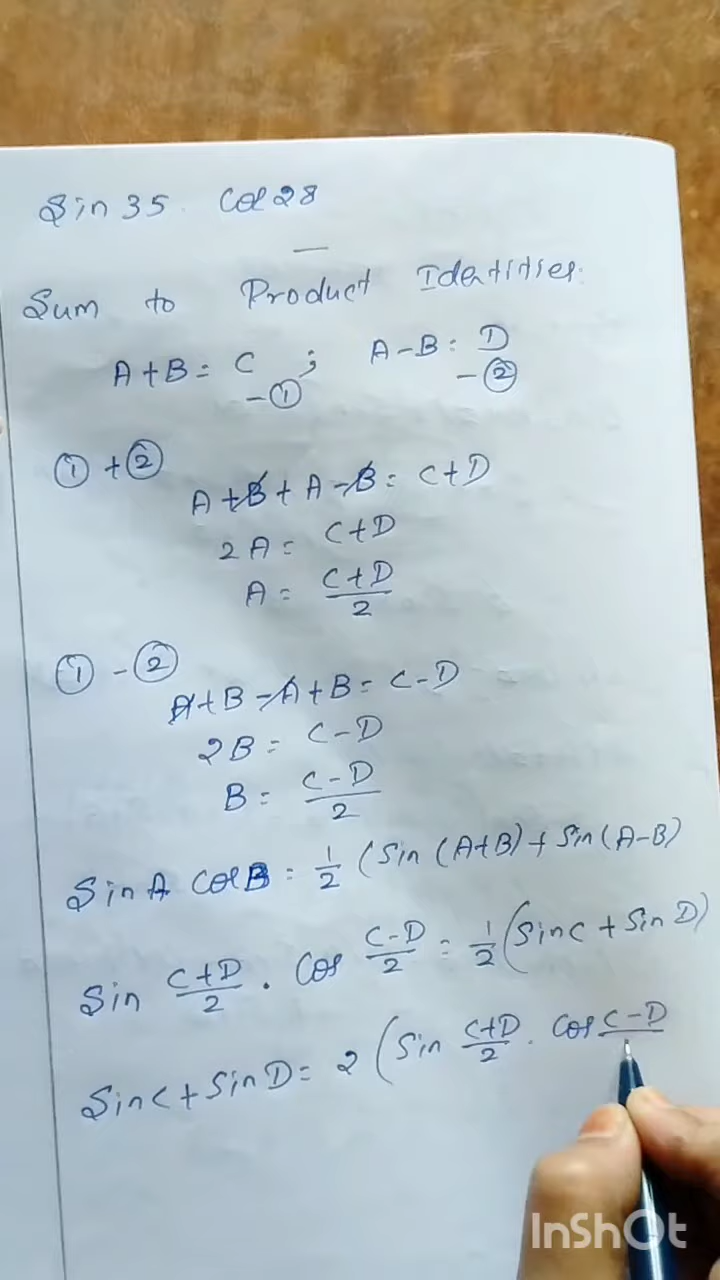 Sin 35. Cos 28
Sum to Product Identities:
A+B = C - ① ; A-B = D - ②
① + ②
A+B+A-B = C+D
2A = C+D
A = C+D/2
① - ②
A+B-A+B = C-D
2B = C-D
B = C-D/2
Sin A Cos B = 1/2 (Sin (A+B) + Sin (A-B)
Sin C+D/2 . Cos C-D/2 = 1/2 (Sin C + Sin D)
Sin C + Sin D = 2 (Sin C+D/2 . Cos C-D
InShOt